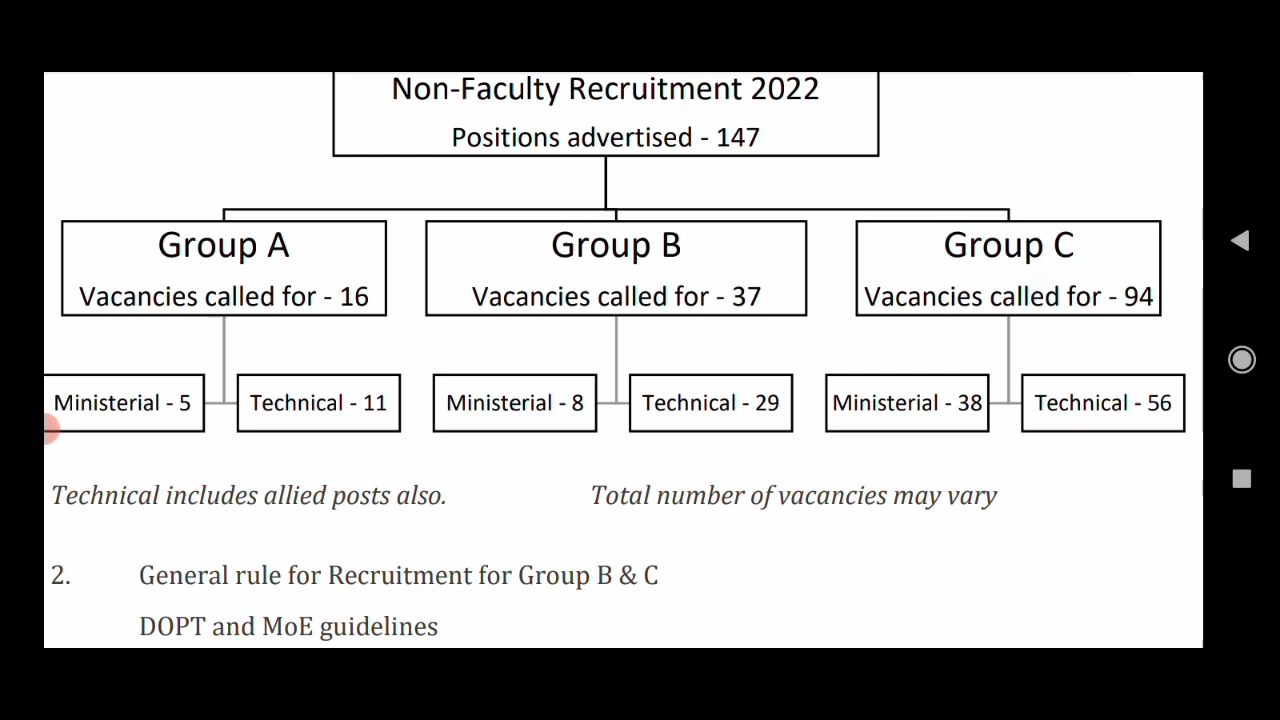 Non-Faculty Recruitment 2022
Positions advertised - 147
Group A
Vacancies called for - 16
Group B
Vacancies called for - 37
Group C
Vacancies called for - 94
Ministerial - 5
Technical - 11
Ministerial - 8
Technical - 29
Ministerial - 38
Technical - 56
Technical includes allied posts also.
Total number of vacancies may vary
2. General rule for Recruitment for Group B & C
DOPT and MoE guidelines